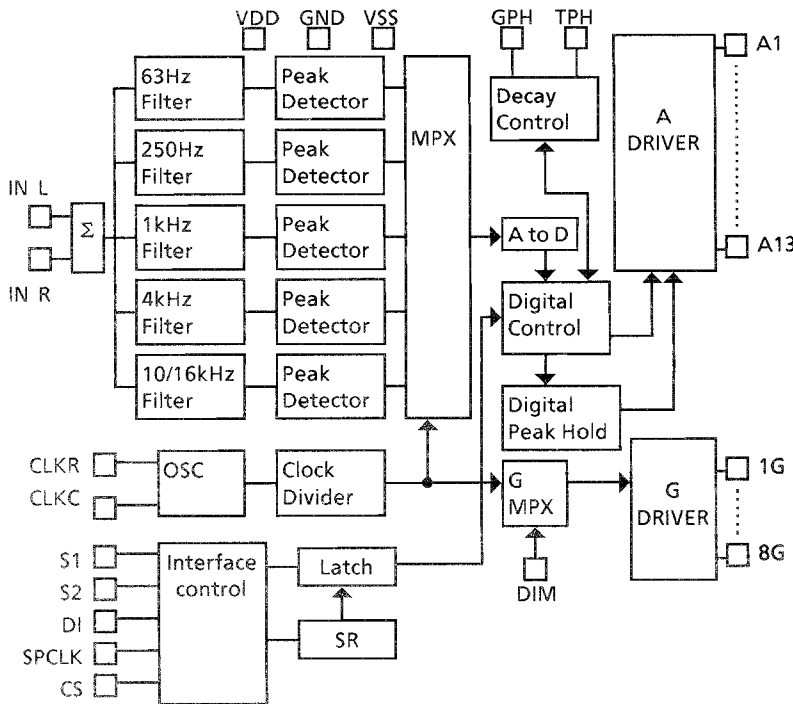 VDD GND VSS GPH TPH
63Hz
Filter
Peak
Detector
MPX
Decay
Control
A
DRIVER
A1
A13
250Hz
Filter
Peak
Detector
IN L
IN R
Σ
1kHz
Filter
Peak
Detector
A to D
4kHz
Filter
Peak
Detector
Digital
Control
10/16kHz
Filter
Peak
Detector
Digital
Peak Hold
CLKR
CLKC
OSC
Clock
Divider
G
MPX
G
DRIVER
1G
8G
DIM
S1
S2
DI
SPCLK
CS
Interface
control
Latch
SR